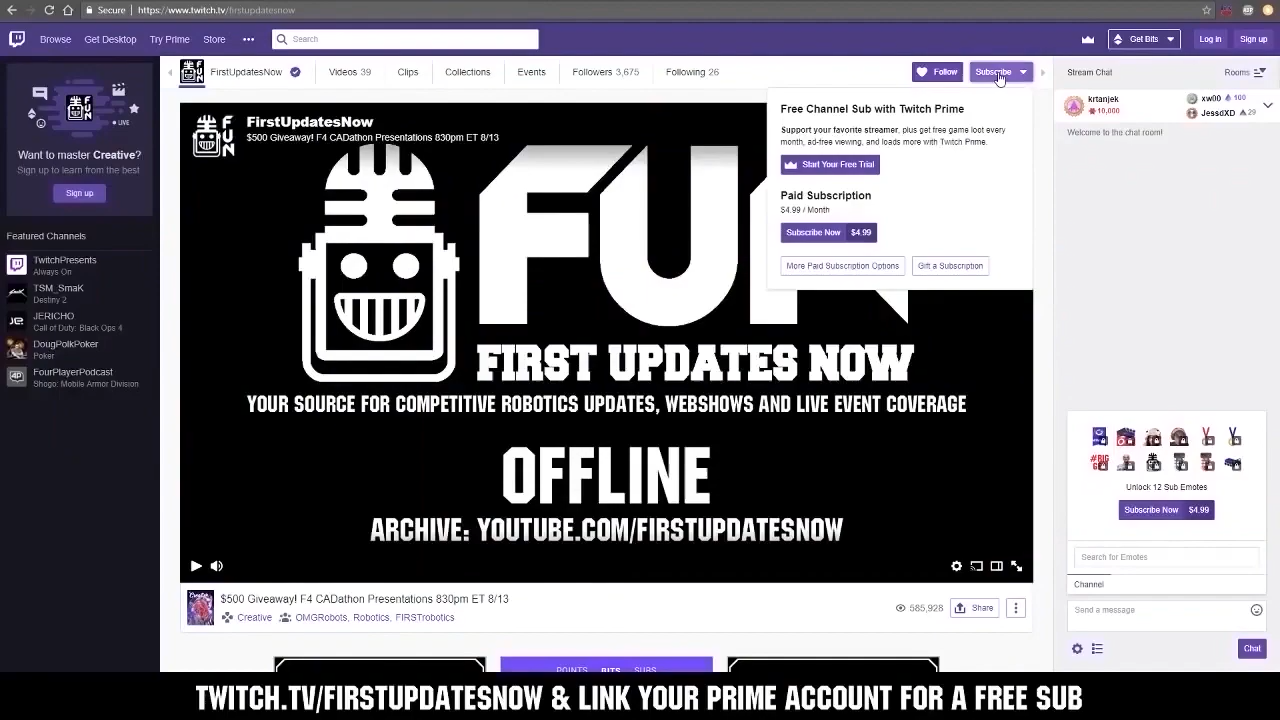 Secure
https://www.twitch.tv/firstupdatesnow
Browse
Get Desktop
Try Prime
Store
Search
Get Bits
Log in
Sign up
FUN
LIVE
Want to master Creative?
Sign up to learn from the best
Sign up
Featured Channels
TwitchPresents
Always On
TSM_SmaK
Destiny 2
JERICHO
Call of Duty: Black Ops 4
DougPolkPoker
Poker
FourPlayerPodcast
Shogo: Mobile Armor Division
FirstUpdatesNow
Videos 39
Clips
Collections
Events
Followers 3,675
Following 26
Follow
Subscribe
FirstUpdatesNow
$500 Giveaway! F4 CADathon Presentations 830pm ET 8/13
Free Channel Sub with Twitch Prime
Support your favorite streamer, plus get free game loot every
month, ad-free viewing, and loads more with Twitch Prime.
Start Your Free Trial
Paid Subscription
$4.99 / Month
Subscribe Now $4.99
More Paid Subscription Options
Gift a Subscription
FUN
FIRST UPDATES NOW
YOUR SOURCE FOR COMPETITIVE ROBOTICS UPDATES, WEBSHOWS AND LIVE EVENT COVERAGE
OFFLINE
ARCHIVE: YOUTUBE.COM/FIRSTUPDATESNOW
$500 Giveaway! F4 CADathon Presentations 830pm ET 8/13
Creative
OMGRobots, Robotics, FIRSTrobotics
585,928
Share
POINTS BITS SUBS
Stream Chat
Rooms
krtanjek
10,000
xw00 100
JessdXD 29
Welcome to the chat room!
Unlock 12 Sub Emotes
Subscribe Now $4.99
Search for Emotes
Channel
Send a message
Chat
TWITCH.TV/FIRSTUPDATESNOW & LINK YOUR PRIME ACCOUNT FOR A FREE SUB